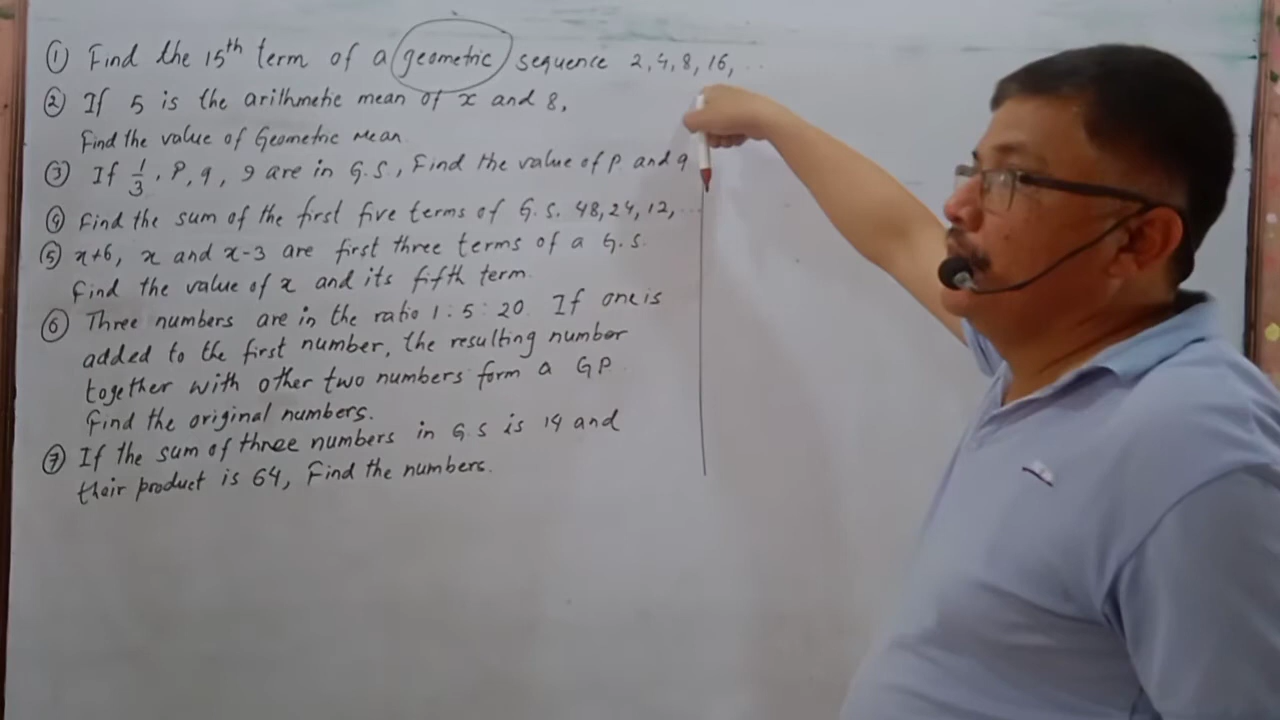 ① Find the 15th term of a geometric sequence 2, 4, 8, 16, ..
② If 5 is the arithmetic mean of x and 8,
Find the value of Geometric Mean.
③ If 1/3, P, q, 9 are in G.S., Find the value of P and q
④ Find the sum of the first five terms of G.S. 48, 24, 12, ...
⑤ x+6, x and x-3 are first three terms of a G.S.
Find the value of x and its fifth term.
⑥ Three numbers are in the ratio 1 : 5 : 20. If one is
added to the first number, the resulting number
together with other two numbers form a GP.
Find the original numbers.
⑦ If the sum of three numbers in G.S is 14 and
their product is 64, Find the numbers.